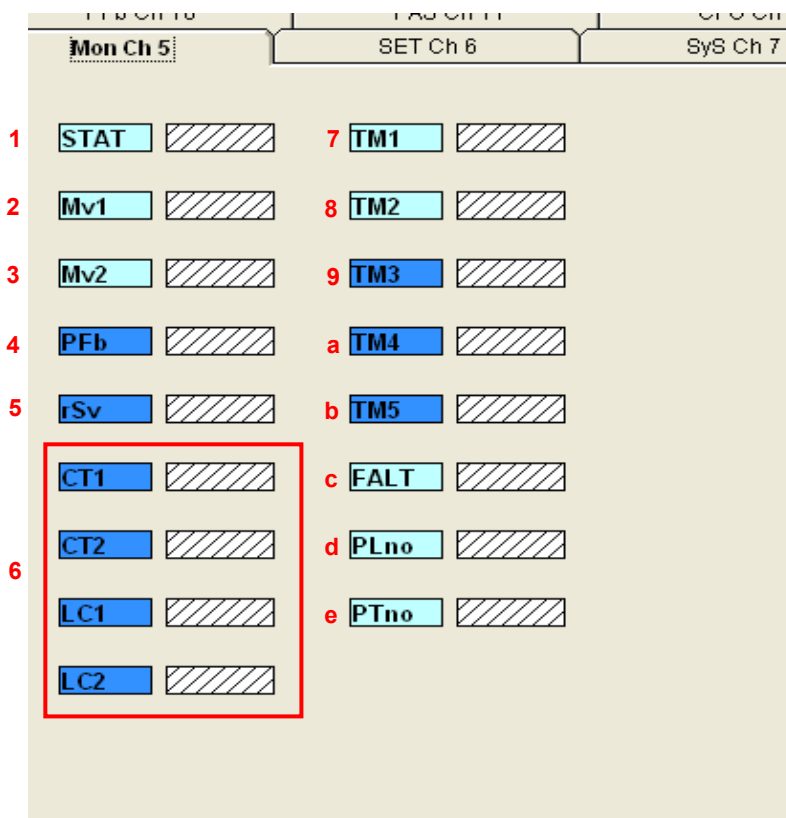 Mon Ch 5 SET Ch 6 SyS Ch 7
1 STAT 7 TM1
2 Mv1 8 TM2
3 Mv2 9 TM3
4 PFb a TM4
5 rSv b TM5
CT1 c FALT
CT2 d PLno
6
LC1 e PTno
LC2